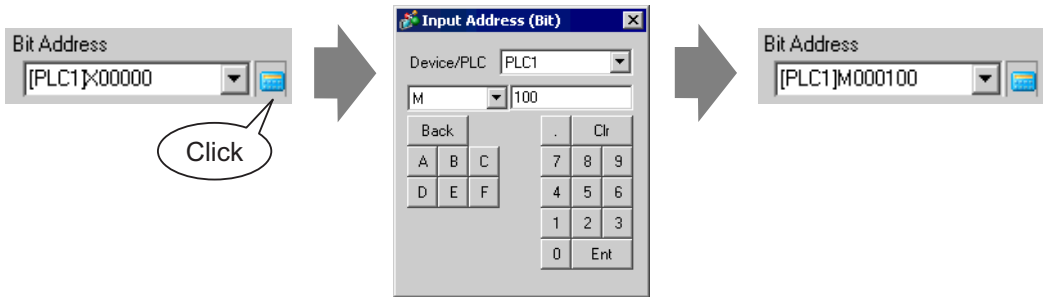 Bit Address
[PLC1]X00000
Click
Input Address (Bit)
Device/PLC PLC1
M 100
Back . Clr
A B C 7 8 9
D E F 4 5 6
1 2 3
0 Ent
Bit Address
[PLC1]M000100